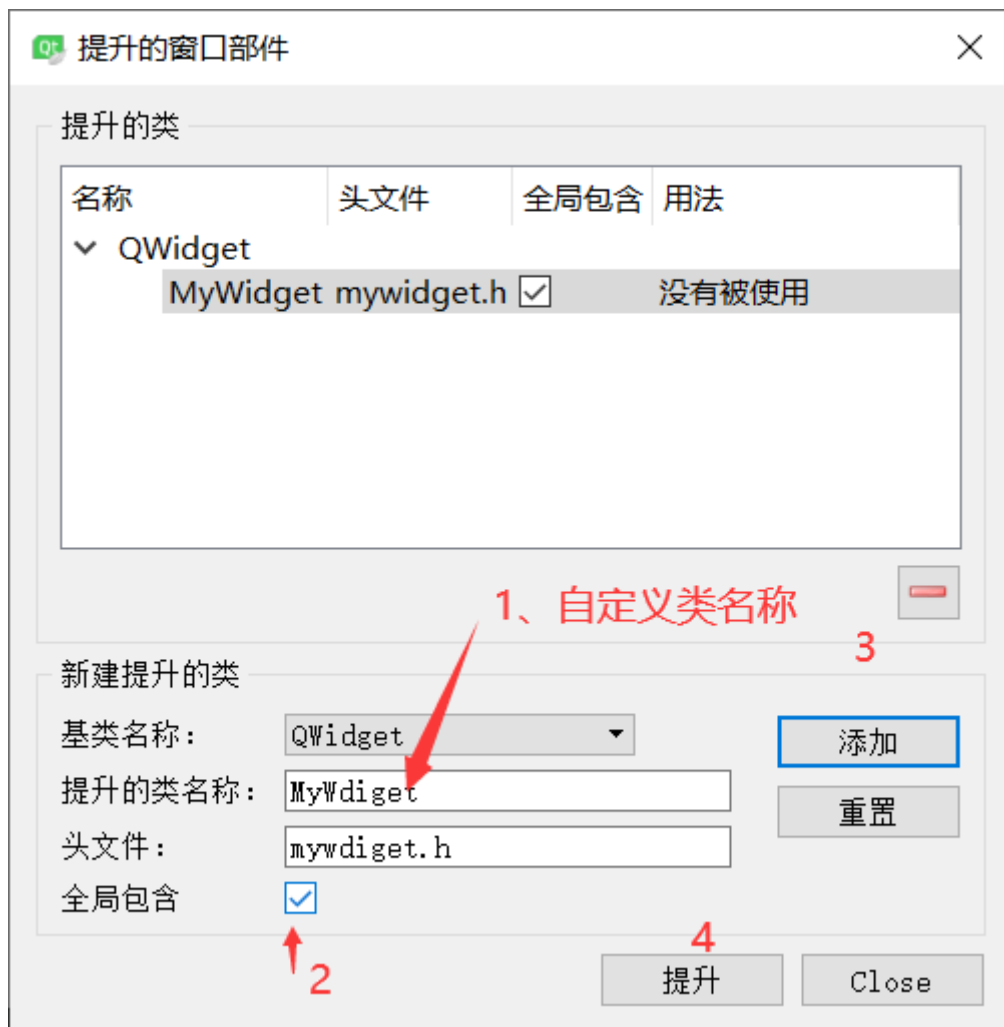 Qt 提升的窗口部件
提升的类
名称 头文件 全局包含 用法
QWidget
MyWidget mywidget.h 没有被使用
1、自定义类名称
3
新建提升的类
基类名称： QWidget 添加
提升的类名称： MyWdiget 重置
头文件： mywdiget.h
全局包含
2
4
提升 Close